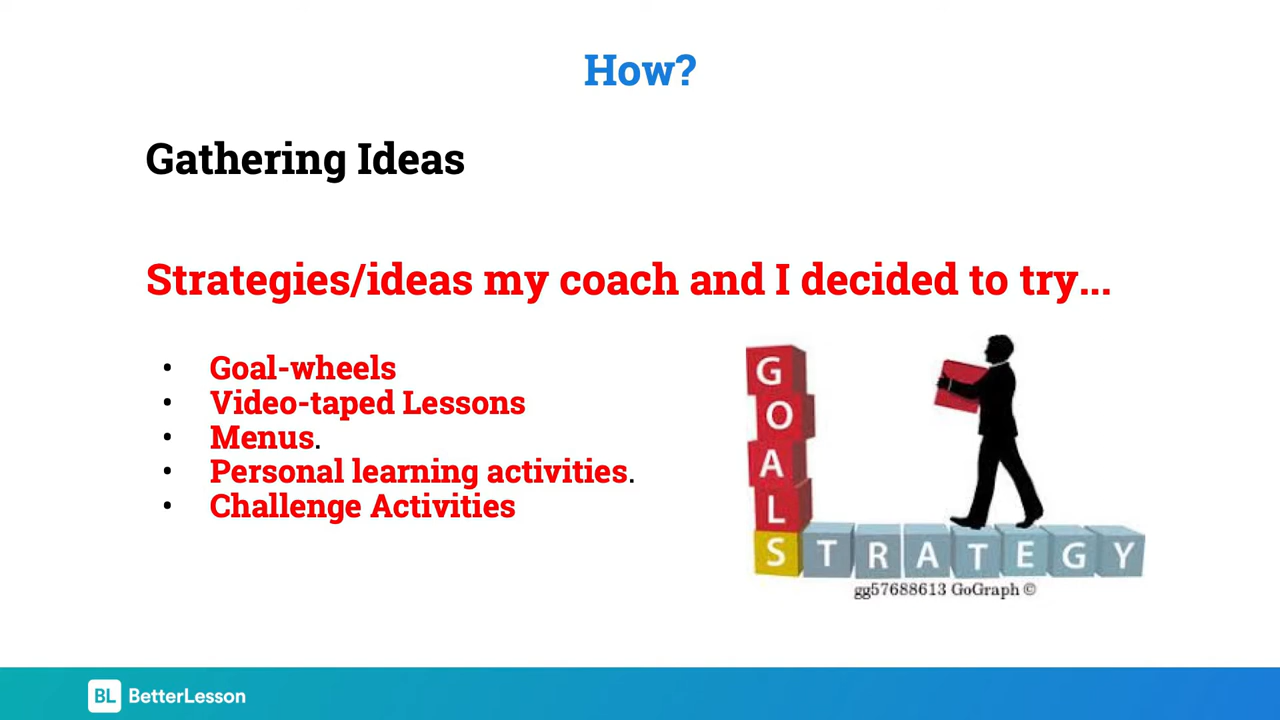 How?
Gathering Ideas
Strategies/ideas my coach and I decided to try...
• Goal-wheels
• Video-taped Lessons
• Menus.
• Personal learning activities.
• Challenge Activities
GOALS
STRATEGY
gg57688613 GoGraph ©
BL BetterLesson